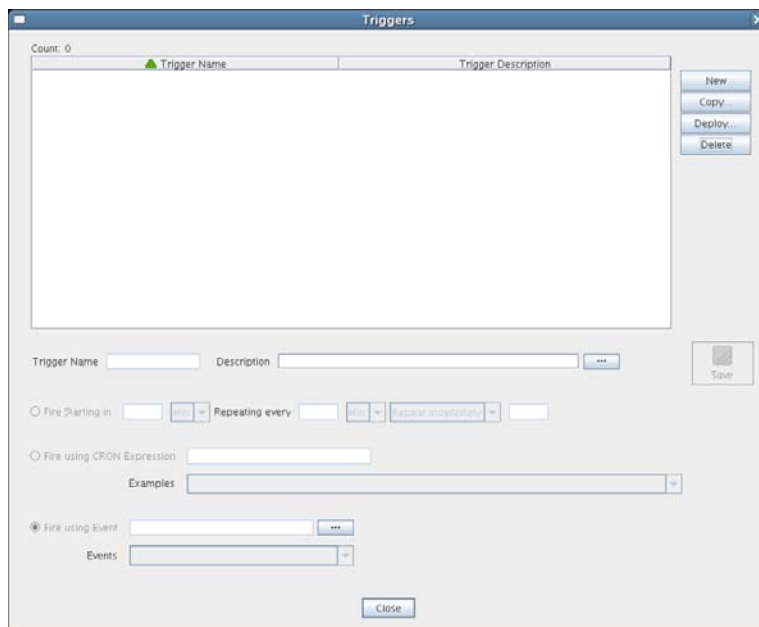 Triggers
Count: 0
Trigger Name Trigger Description
New
Copy...
Deploy...
Delete
Trigger Name Description ...
Save
Fire Starting in Min Repeating every Min Repeat Indefinitely
Fire using CRON Expression
Examples
Fire using Event ...
Events
Close